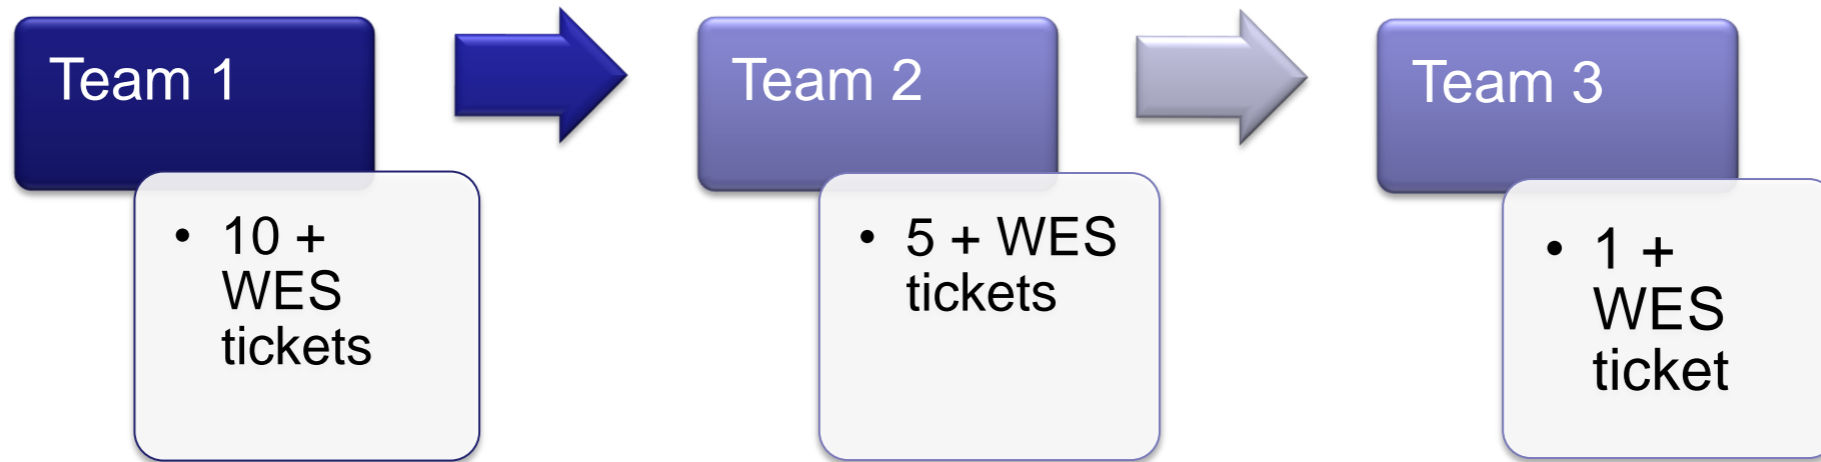 Team 1
• 10 +
WES
tickets
Team 2
• 5 + WES
tickets
Team 3
• 1 +
WES
ticket